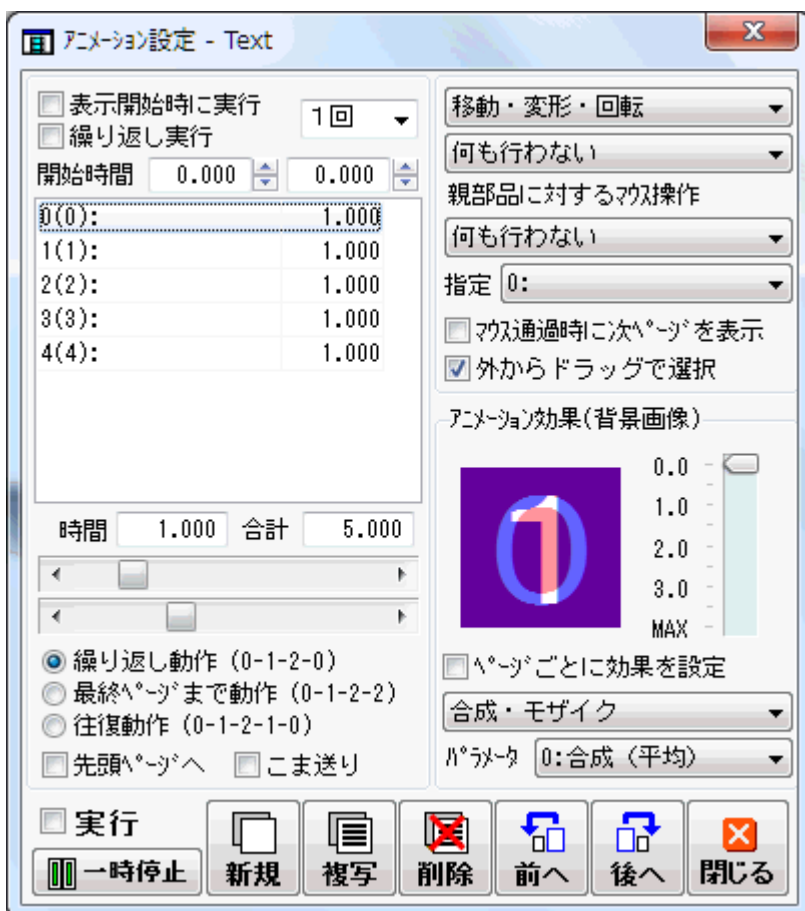 ｱﾆﾒｰｼｮﾝ設定 - Text
表示開始時に実行
1回
繰り返し実行
開始時間 0.000 0.000
0(0): 1.000
1(1): 1.000
2(2): 1.000
3(3): 1.000
4(4): 1.000
時間 1.000 合計 5.000
繰り返し動作 (0-1-2-0)
最終ﾍﾟｰｼﾞまで動作 (0-1-2-2)
往復動作 (0-1-2-1-0)
先頭ﾍﾟｰｼﾞへ こま送り
移動・変形・回転
何も行わない
親部品に対するﾏｳｽ操作
何も行わない
指定 0:
ﾏｳｽ通過時に次ﾍﾟｰｼﾞを表示
外からドラッグで選択
ｱﾆﾒｰｼｮﾝ効果(背景画像)
0 1
0.0
1.0
2.0
3.0
MAX
ﾍﾟｰｼﾞごとに効果を設定
合成・モザイク
ﾊﾟﾗﾒｰﾀ 0:合成（平均）
実行
一時停止 新規 複写 削除 前へ 後へ 閉じる